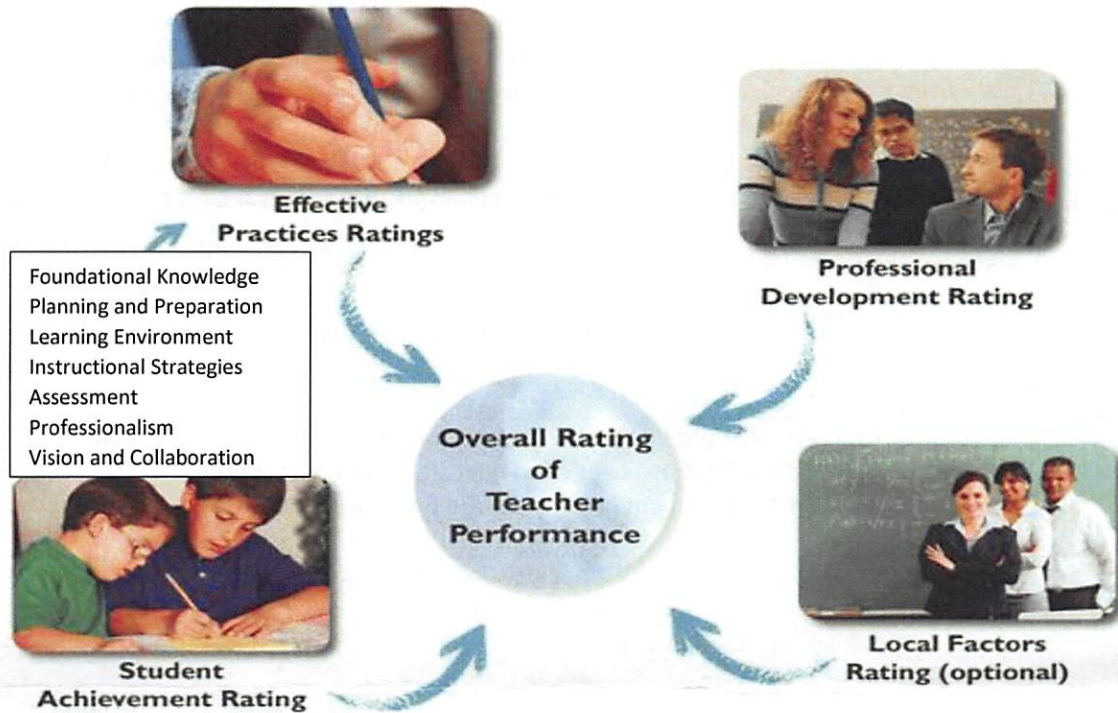 Effective
Practices Ratings
Foundational Knowledge
Planning and Preparation
Learning Environment
Instructional Strategies
Assessment
Professionalism
Vision and Collaboration
Professional
Development Rating
Overall Rating
of
Teacher
Performance
Student
Achievement Rating
Local Factors
Rating (optional)